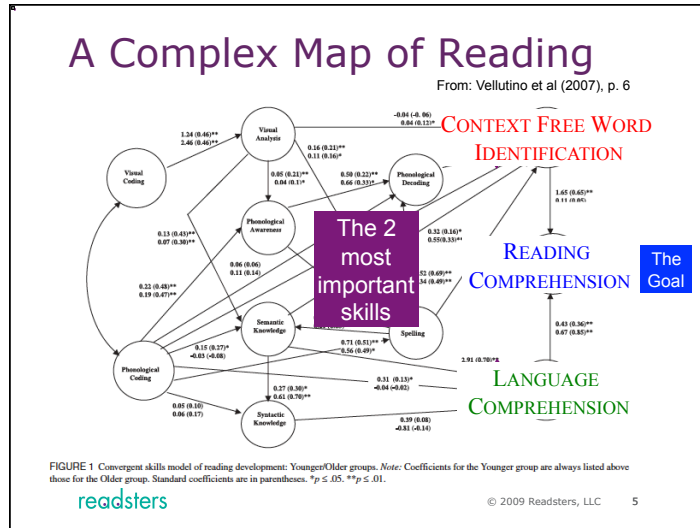 A Complex Map of Reading
From: Vellutino et al (2007), p. 6
-0.04 (-0. 06)
0.04 (0.12)*
CONTEXT FREE WORD
IDENTIFICATION
Visual
Analysis
1.24 (0.46)**
2.46 (0.46)**
0.16 (0.21)**
0.11 (0.16)*
Visual
Coding
0.05 (0.21)**
0.04 (0.1)*
0.50 (0.22)**
0.66 (0.33)*
Phonological
Decoding
1.65 (0.65)**
0.11 (0.05)
Phonological
Awareness
0.13 (0.43)**
0.07 (0.30)**
0.32 (0.16)*
0.55(0.33)**
The 2
most
important
skills
READING
COMPREHENSION
The
Goal
0.06 (0.06)
0.11 (0.14)
52 (0.69)**
34 (0.49)**
0.22 (0.48)**
0.19 (0.47)**
Semantic
Knowledge
Spelling
0.43 (0.36)**
0.67 (0.85)**
0.15 (0.27)*
-0.03 (-0.08)
0.71 (0.51)**
0.56 (0.49)*
2.91 (0.70)**
Phonological
Coding
0.31 (0.13)*
-0.04 (-0.02)
LANGUAGE
COMPREHENSION
0.27 (0.30)*
0.61 (0.70)**
0.05 (0.10)
0.06 (0.17)
Syntactic
Knowledge
0.39 (0.08)
-0.81 (-0.14)
FIGURE 1 Convergent skills model of reading development: Younger/Older groups. Note: Coefficients for the Younger group are always listed above
those for the Older group. Standard coefficients are in parentheses. *p ≤ .05. **p ≤ .01.
readsters
© 2009 Readsters, LLC 5